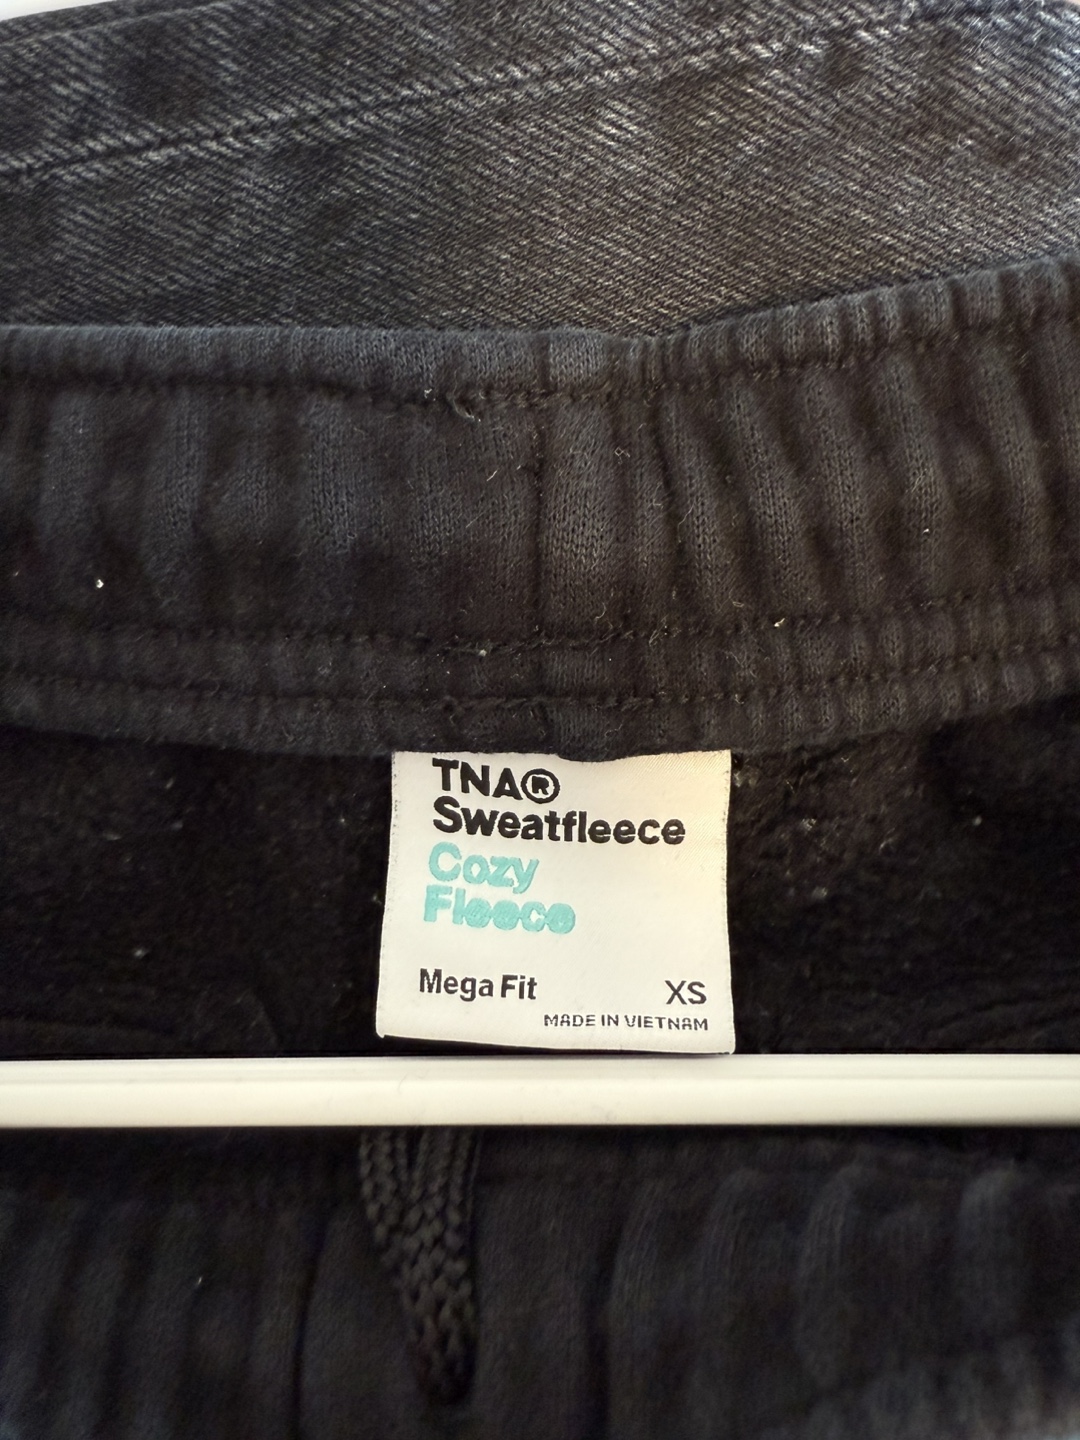 TNA®
Sweatfleece
Cozy
Fleece
Mega Fit XS
MADE IN VIETNAM